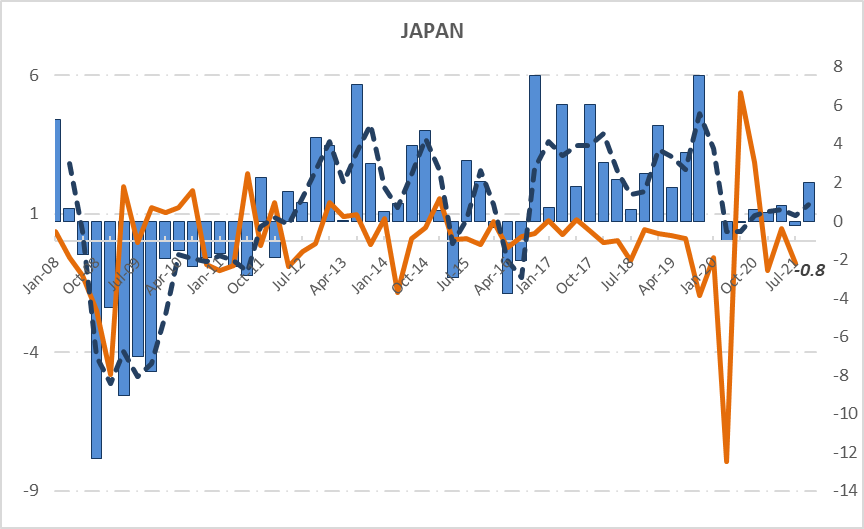 JAPAN
6
1
-4
-9
8
6
4
2
0
-2
-4
-6
-8
-10
-12
-14
Jan-08
Oct-08
Jul-09
Apr-10
Jan-11
Oct-11
Jul-12
Apr-13
Jan-14
Oct-14
Jul-15
Apr-16
Jan-17
Oct-17
Jul-18
Apr-19
Jan-20
Oct-20
Jul-21
-0.8